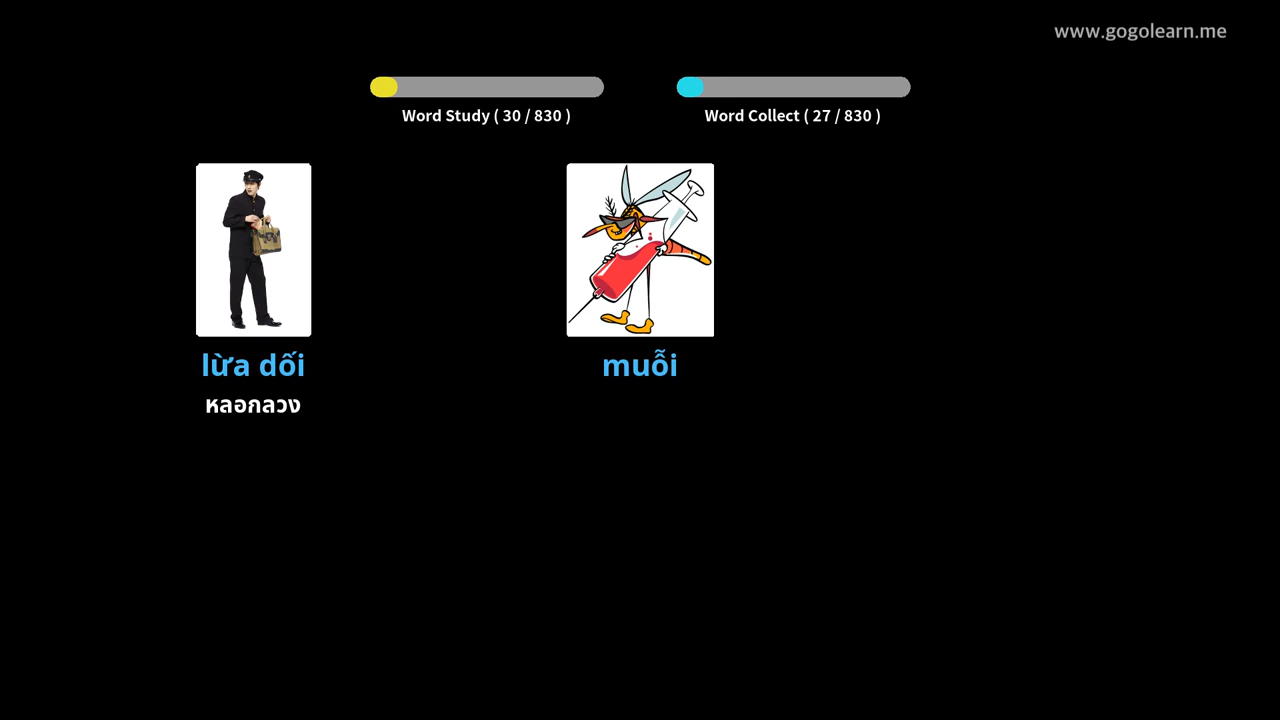 www.gogolearn.me
Word Study ( 30 / 830 )
Word Collect ( 27 / 830 )
lừa dối
muỗi
หลอกลวง